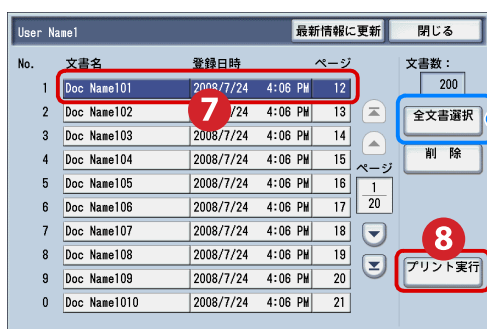 User Name1 最新情報に更新 閉じる
No. 文書名 登録日時 ページ 文書数：
1 Doc Name101 2008/7/24 4:06 PM 12 200
2 Doc Name102 /24 4:06 PM 13 全文書選択
7
3 Doc Name103 2008/7/24 4:06 PM 14
4 Doc Name104 2008/7/24 4:06 PM 15 削 除
ページ
5 Doc Name105 2008/7/24 4:06 PM 16 1
6 Doc Name106 2008/7/24 4:06 PM 17 20
7 Doc Name107 2008/7/24 4:06 PM 18 8
8 Doc Name108 2008/7/24 4:06 PM 19 プリント実行
9 Doc Name109 2008/7/24 4:06 PM 20
0 Doc Name1010 2008/7/24 4:06 PM 21